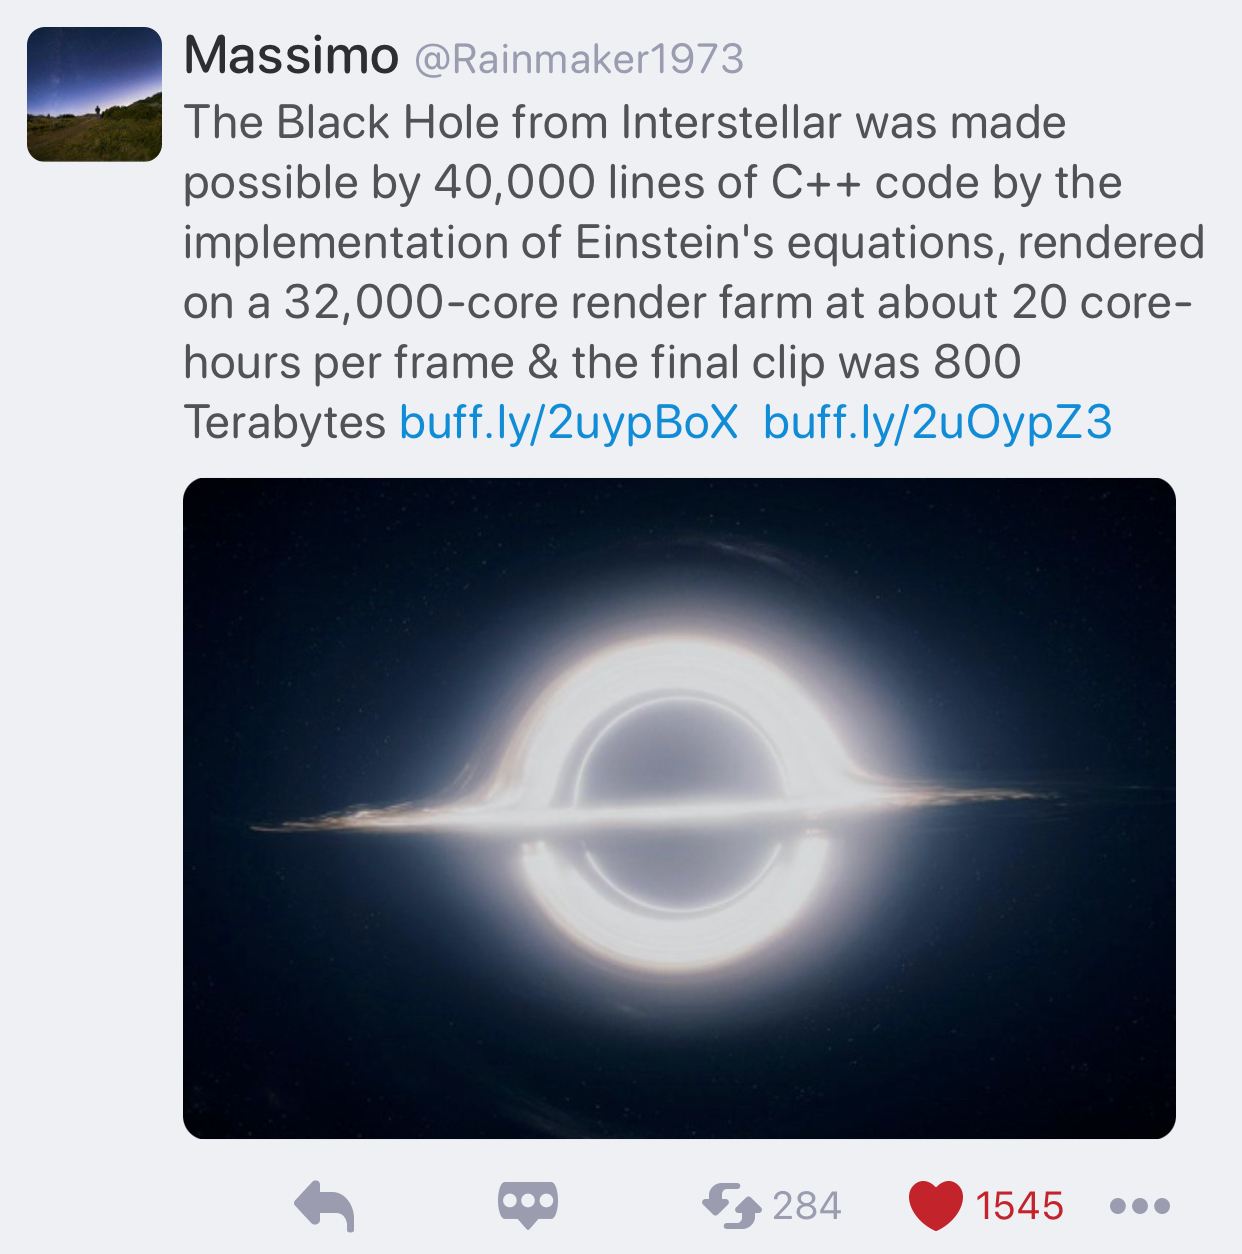 Massimo @Rainmaker1973
The Black Hole from Interstellar was made
possible by 40,000 lines of C++ code by the
implementation of Einstein's equations, rendered
on a 32,000-core render farm at about 20 core-
hours per frame & the final clip was 800
Terabytes buff.ly/2uypBoX buff.ly/2uOypZ3
284 1545